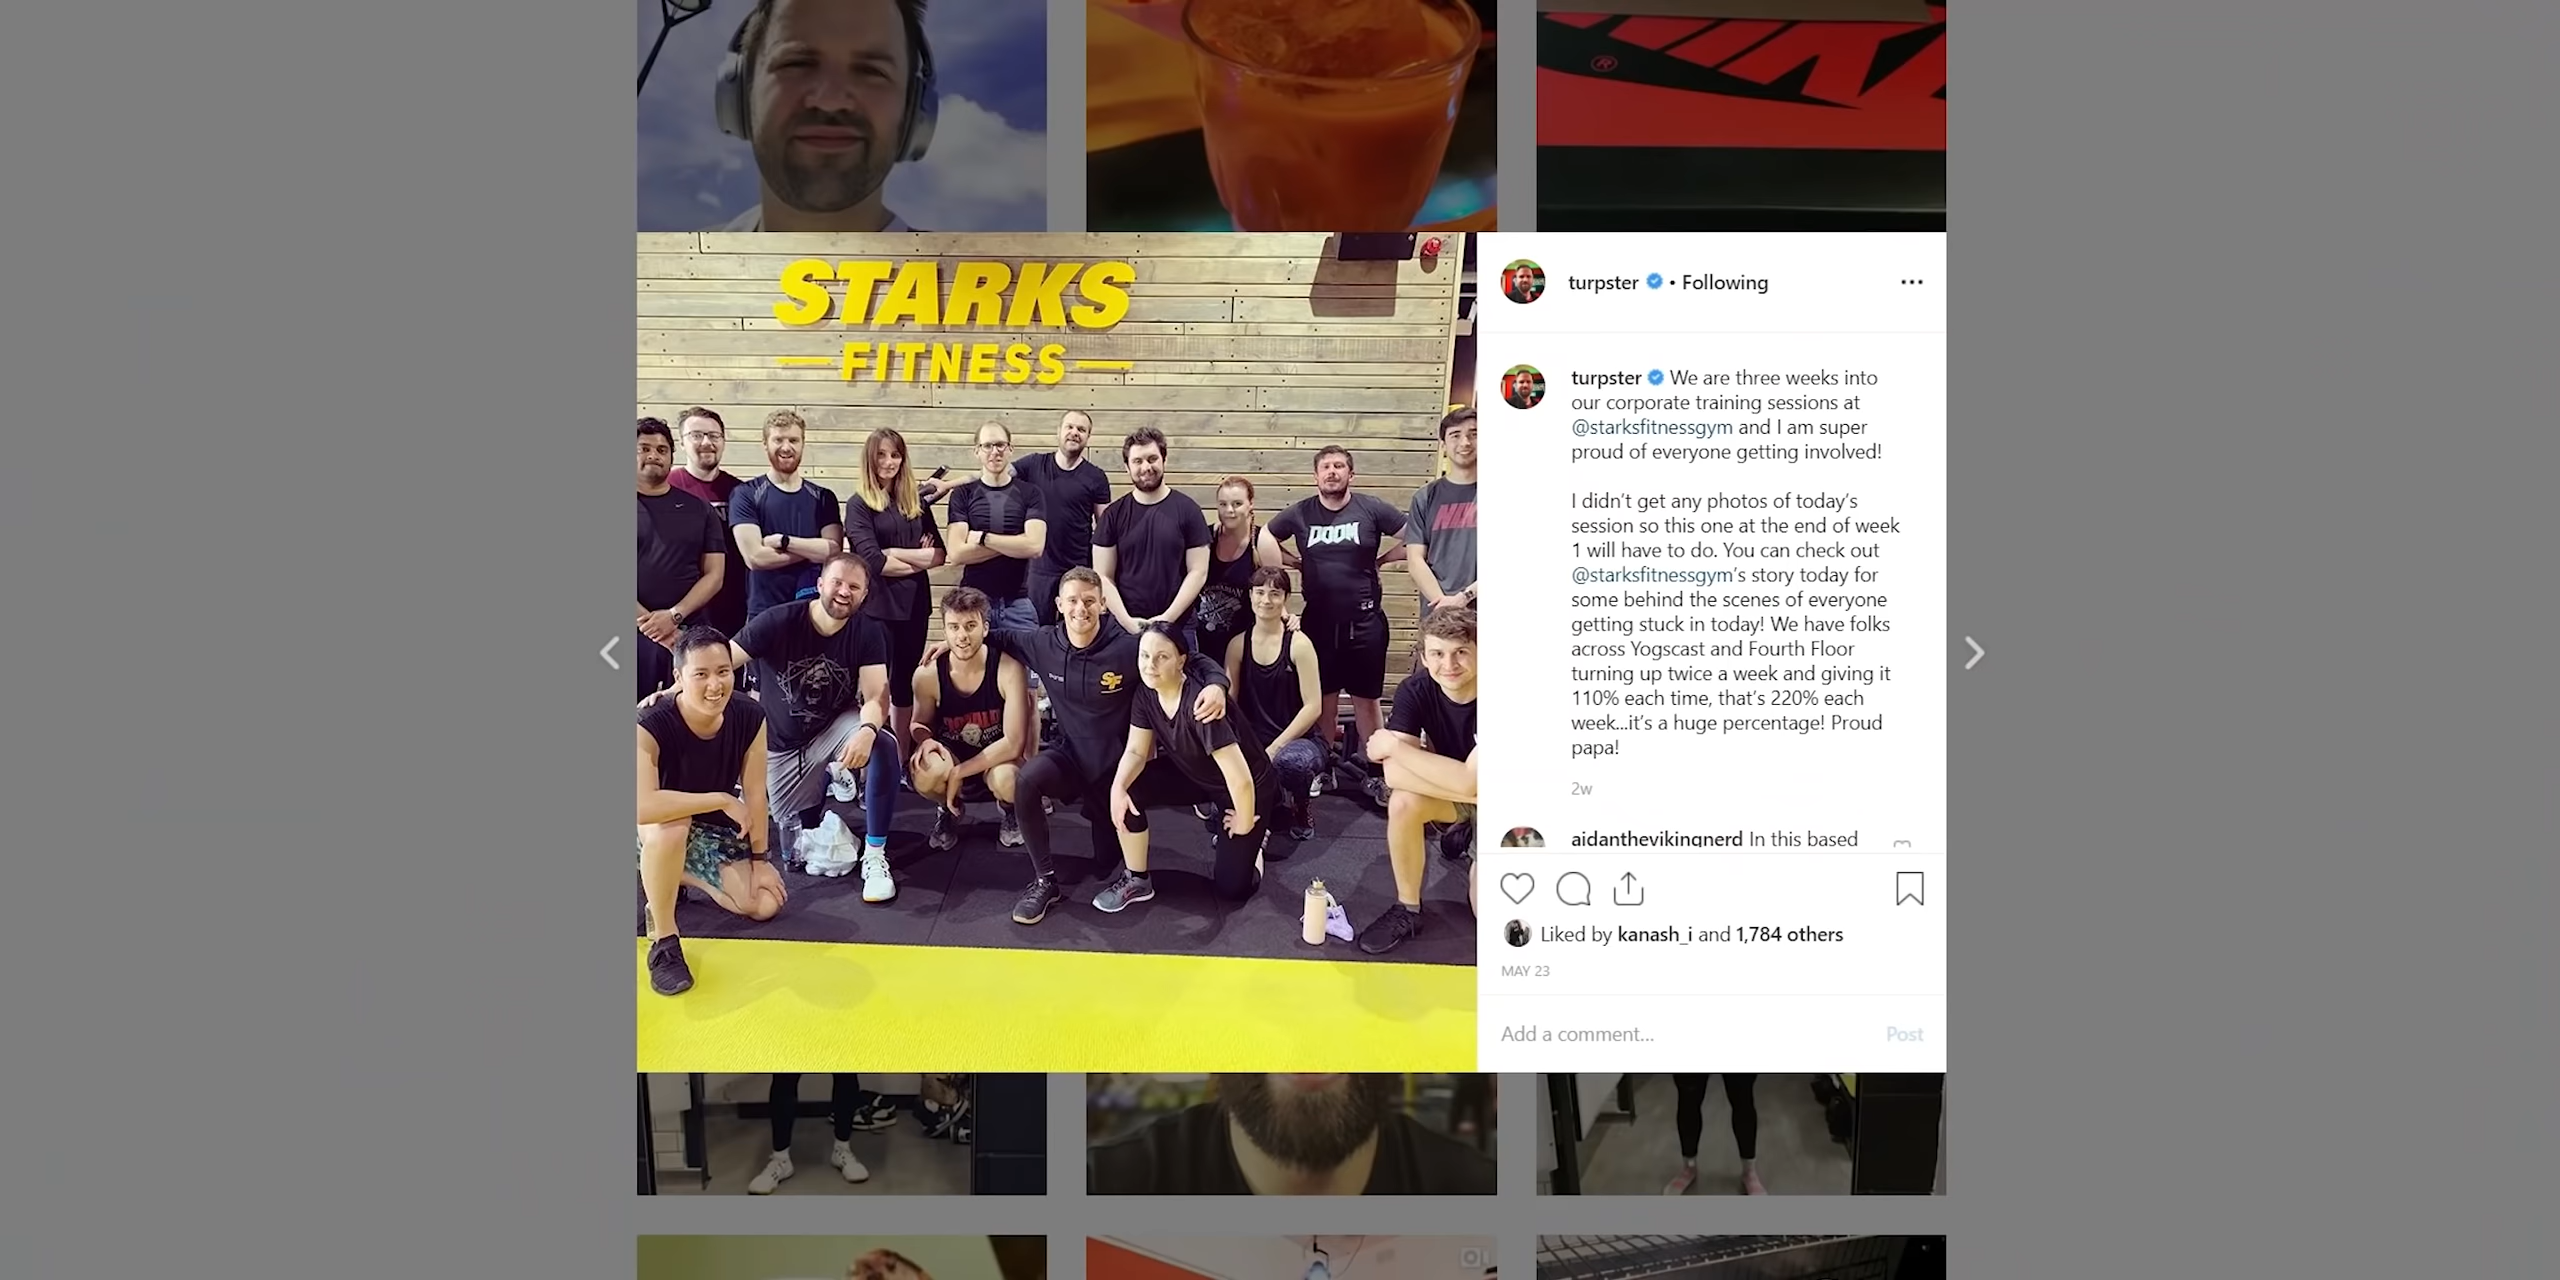 STARKS
FITNESS
DOOM
SF
turpster • Following
turpster We are three weeks into
our corporate training sessions at
@starksfitnessgym and I am super
proud of everyone getting involved!
I didn't get any photos of today's
session so this one at the end of week
1 will have to do. You can check out
@starksfitnessgym's story today for
some behind the scenes of everyone
getting stuck in today! We have folks
across Yogscast and Fourth Floor
turning up twice a week and giving it
110% each time, that's 220% each
week...it's a huge percentage! Proud
papa!
2w
aidanthevikingnerd In this based
Liked by kanash_i and 1,784 others
MAY 23
Add a comment...
Post